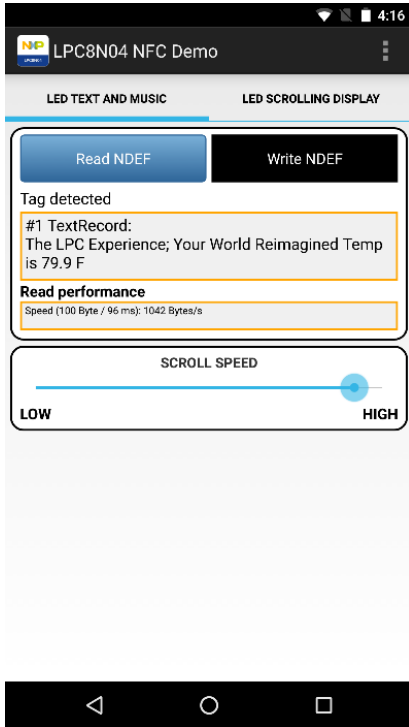 4:16
NXP
LPC8N04 NFC Demo
LED TEXT AND MUSIC
LED SCROLLING DISPLAY
Read NDEF
Write NDEF
Tag detected
#1 TextRecord:
The LPC Experience; Your World Reimagined Temp
is 79.9 F
Read performance
Speed (100 Byte / 96 ms): 1042 Bytes/s
SCROLL SPEED
LOW
HIGH